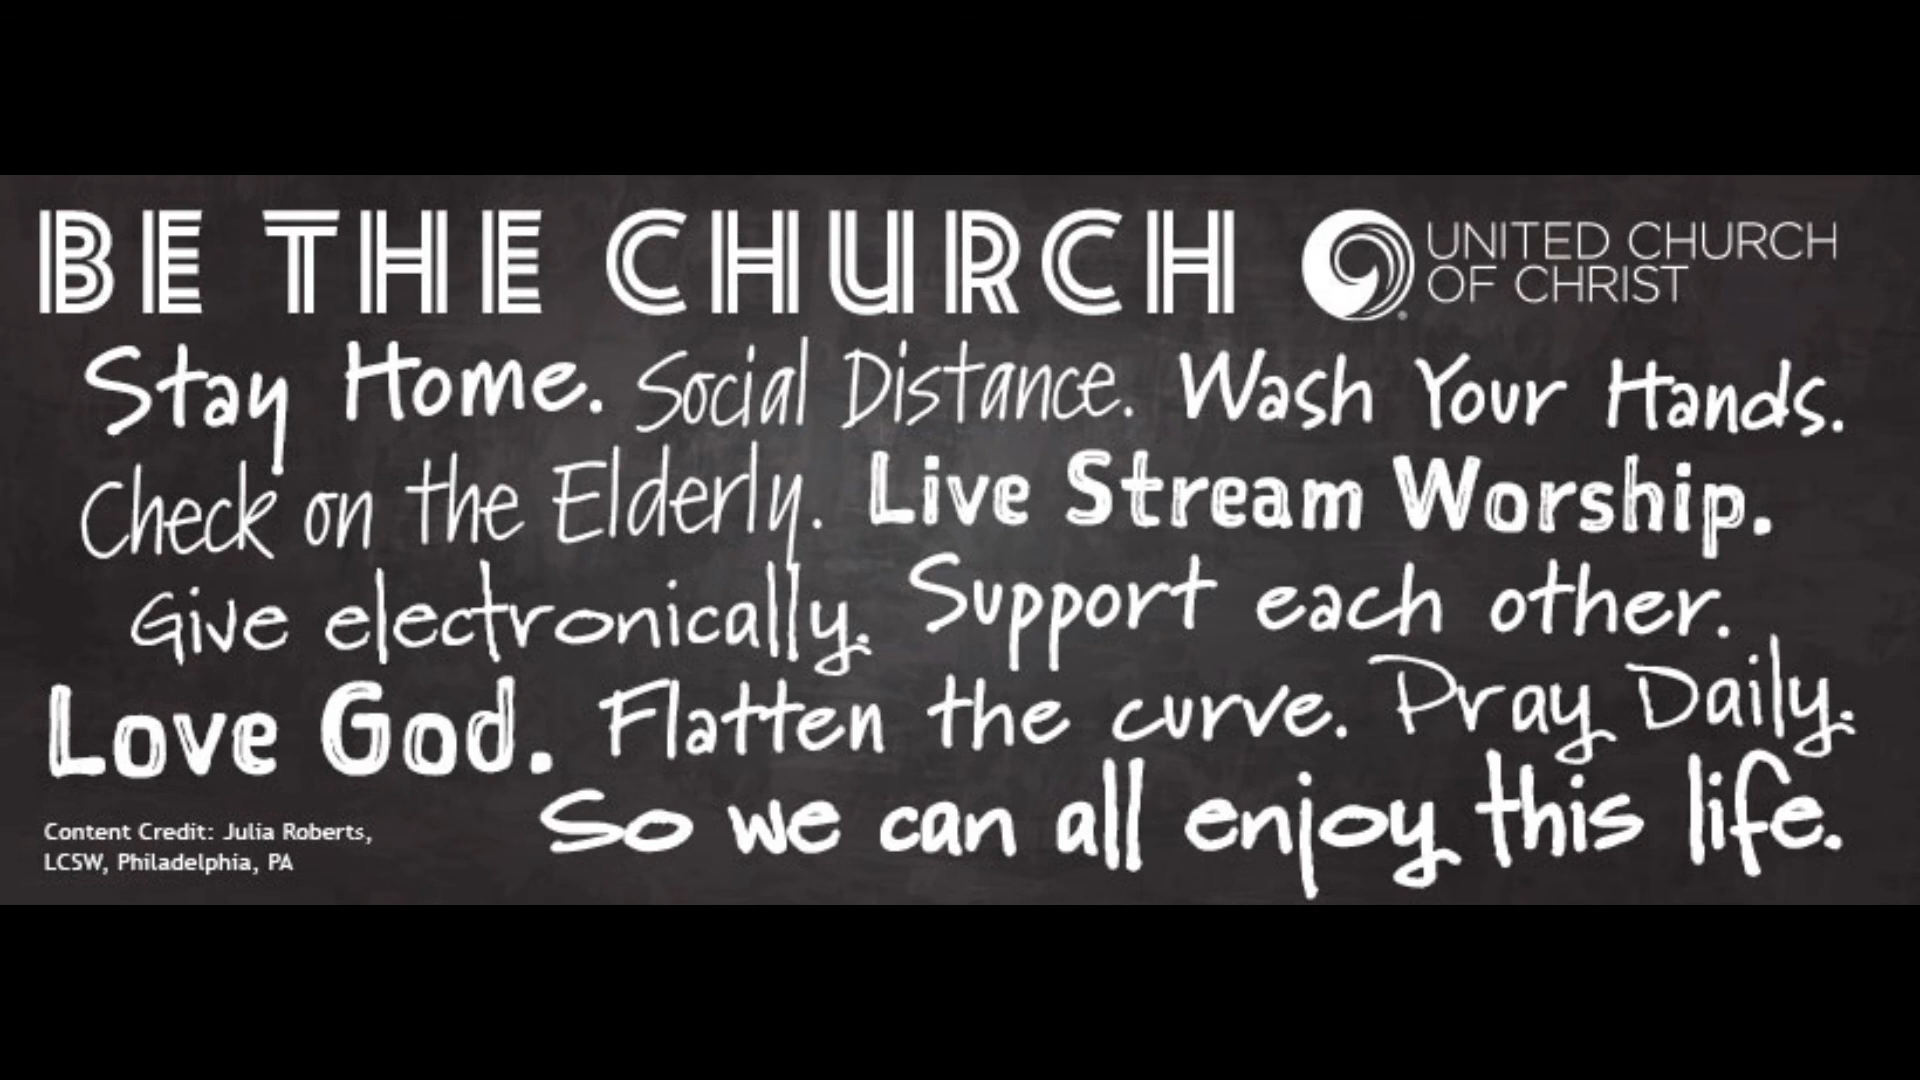 BE THE CHURCH
UNITED CHURCH
OF CHRIST
Stay Home. Social Distance. Wash Your Hands.
Check on the Elderly. Live Stream Worship.
Give electronically. Support each other.
Love God. Flatten the curve. Pray Daily.
So we can all enjoy this life.
Content Credit: Julia Roberts,
LCSW, Philadelphia, PA